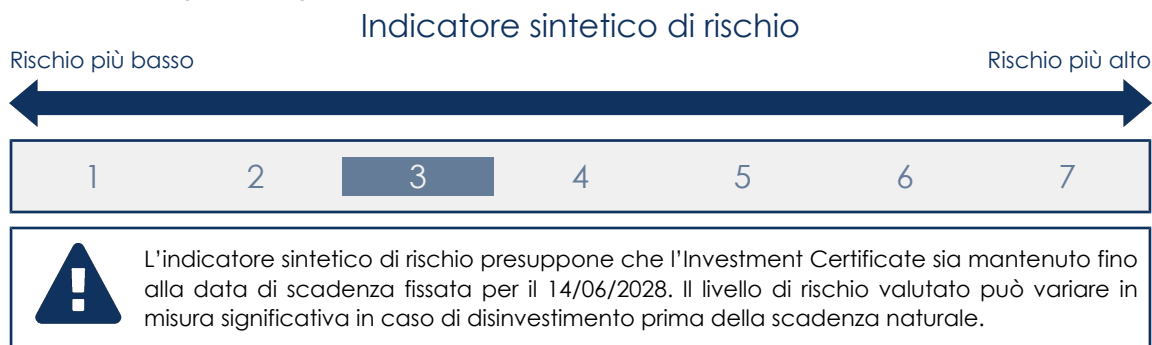 Indicatore sintetico di rischio
Rischio più basso
Rischio più alto
1 2 3 4 5 6 7
L'indicatore sintetico di rischio presuppone che l'Investment Certificate sia mantenuto fino
alla data di scadenza fissata per il 14/06/2028. Il livello di rischio valutato può variare in
misura significativa in caso di disinvestimento prima della scadenza naturale.